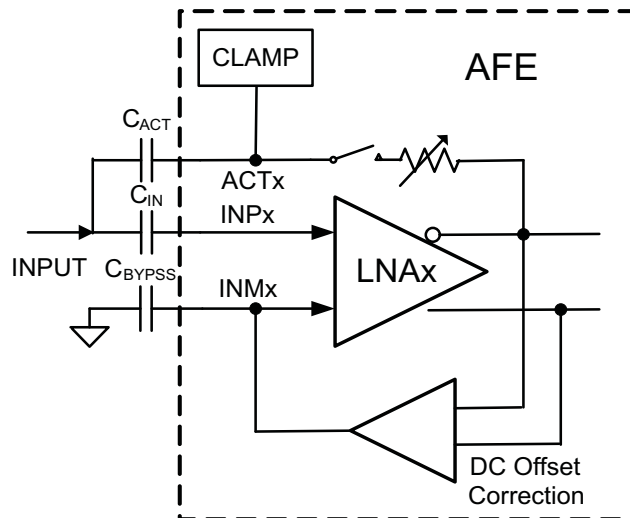 CLAMP
AFE
CACT
ACTx
CIN
INPx
INPUT
LNAx
CBYPSS
INMx
DC Offset
Correction